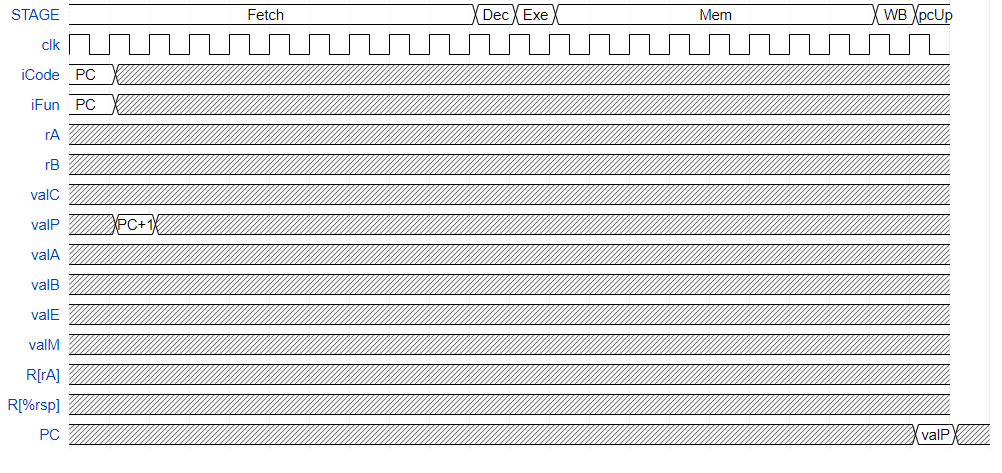 STAGE Fetch Dec Exe Mem WB pcUp
clk
iCode PC
iFun PC
rA
rB
valC
valP PC+1
valA
valB
valE
valM
R[rA]
R[%rsp]
PC valP